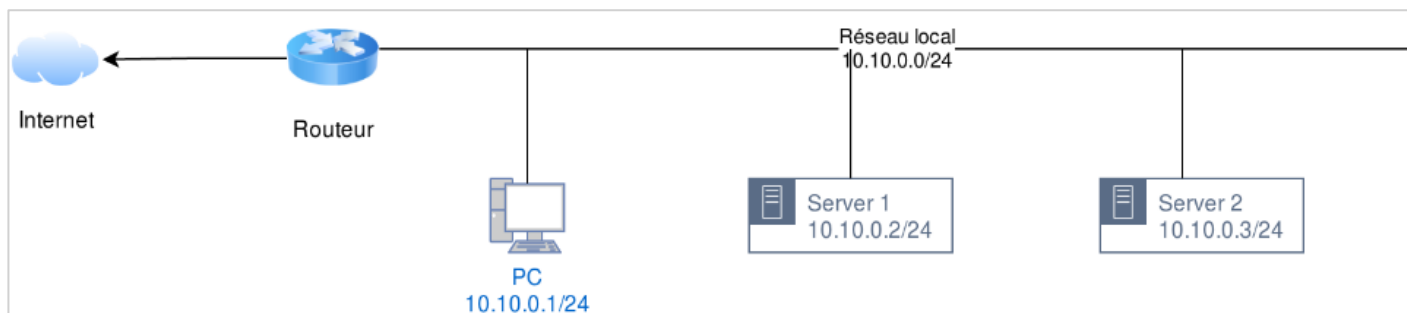 Réseau local
10.10.0.0/24
Internet
Routeur
Server 1
10.10.0.2/24
Server 2
10.10.0.3/24
PC
10.10.0.1/24